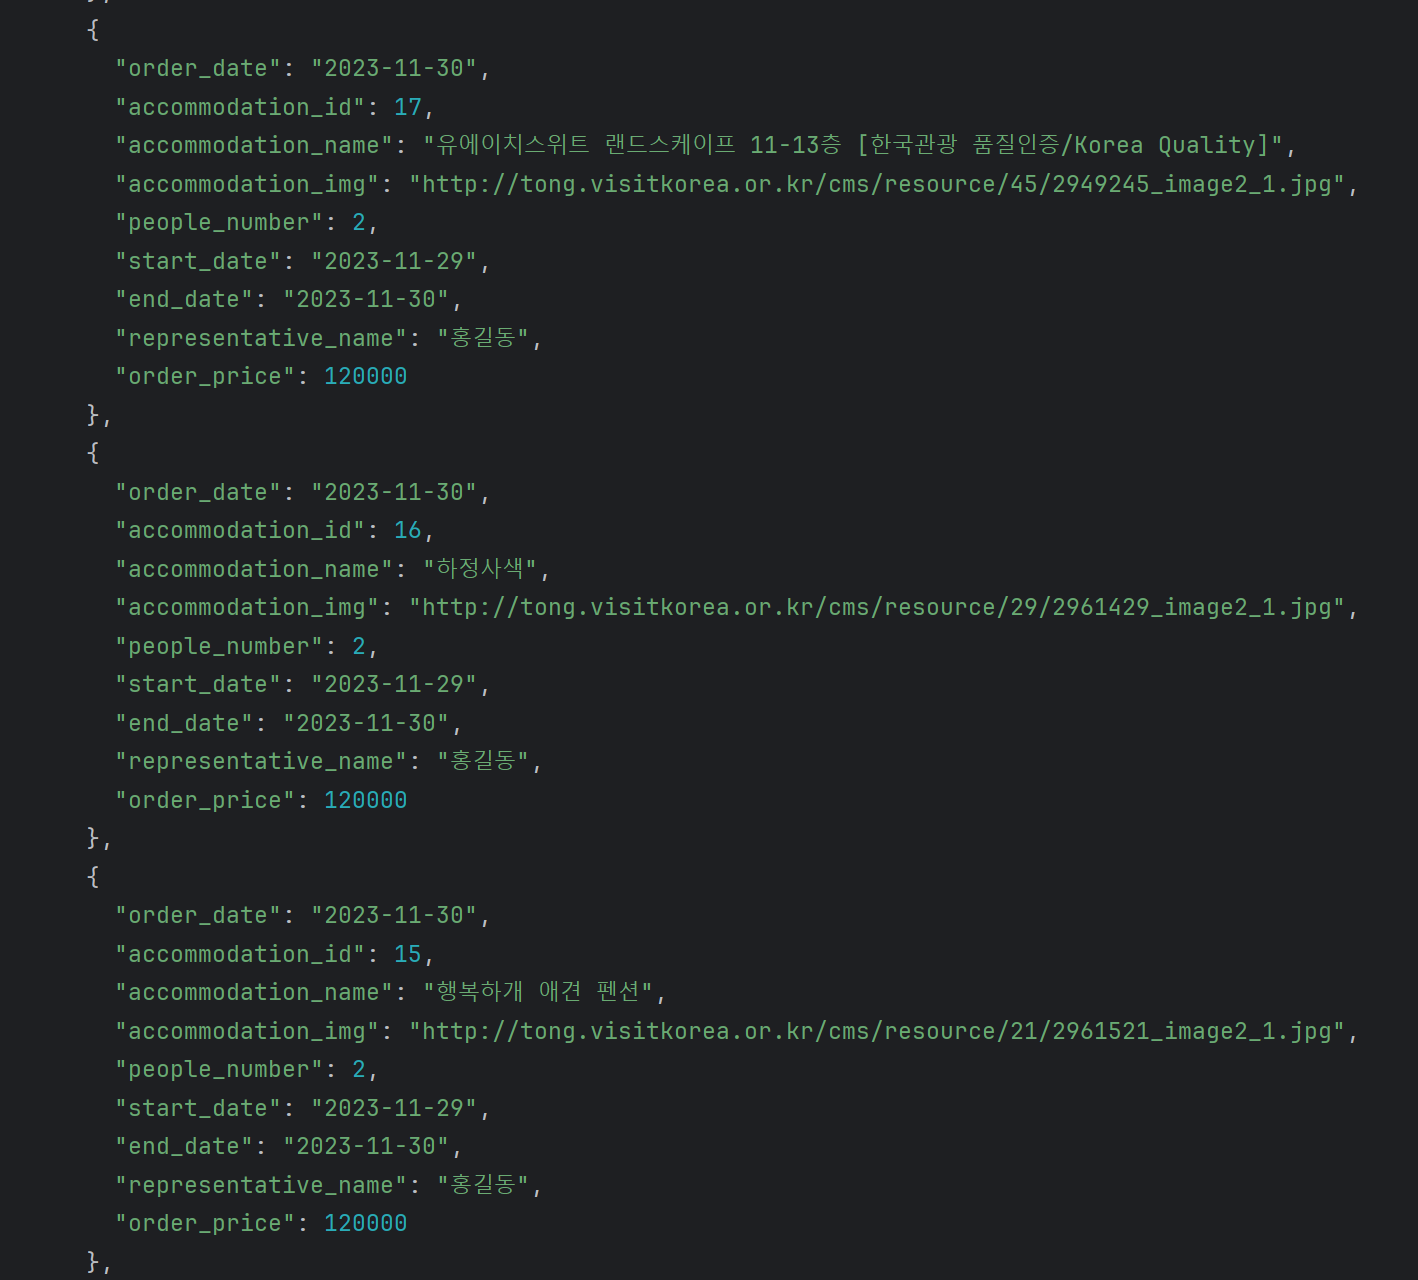 {
"order_date": "2023-11-30",
"accommodation_id": 17,
"accommodation_name": "유에이치스위트 랜드스케이프 11-13층 [한국관광 품질인증/Korea Quality]",
"accommodation_img": "http://tong.visitkorea.or.kr/cms/resource/45/2949245_image2_1.jpg",
"people_number": 2,
"start_date": "2023-11-29",
"end_date": "2023-11-30",
"representative_name": "홍길동",
"order_price": 120000
},
{
"order_date": "2023-11-30",
"accommodation_id": 16,
"accommodation_name": "하정사색",
"accommodation_img": "http://tong.visitkorea.or.kr/cms/resource/29/2961429_image2_1.jpg",
"people_number": 2,
"start_date": "2023-11-29",
"end_date": "2023-11-30",
"representative_name": "홍길동",
"order_price": 120000
},
{
"order_date": "2023-11-30",
"accommodation_id": 15,
"accommodation_name": "행복하개 애견 펜션",
"accommodation_img": "http://tong.visitkorea.or.kr/cms/resource/21/2961521_image2_1.jpg",
"people_number": 2,
"start_date": "2023-11-29",
"end_date": "2023-11-30",
"representative_name": "홍길동",
"order_price": 120000
},